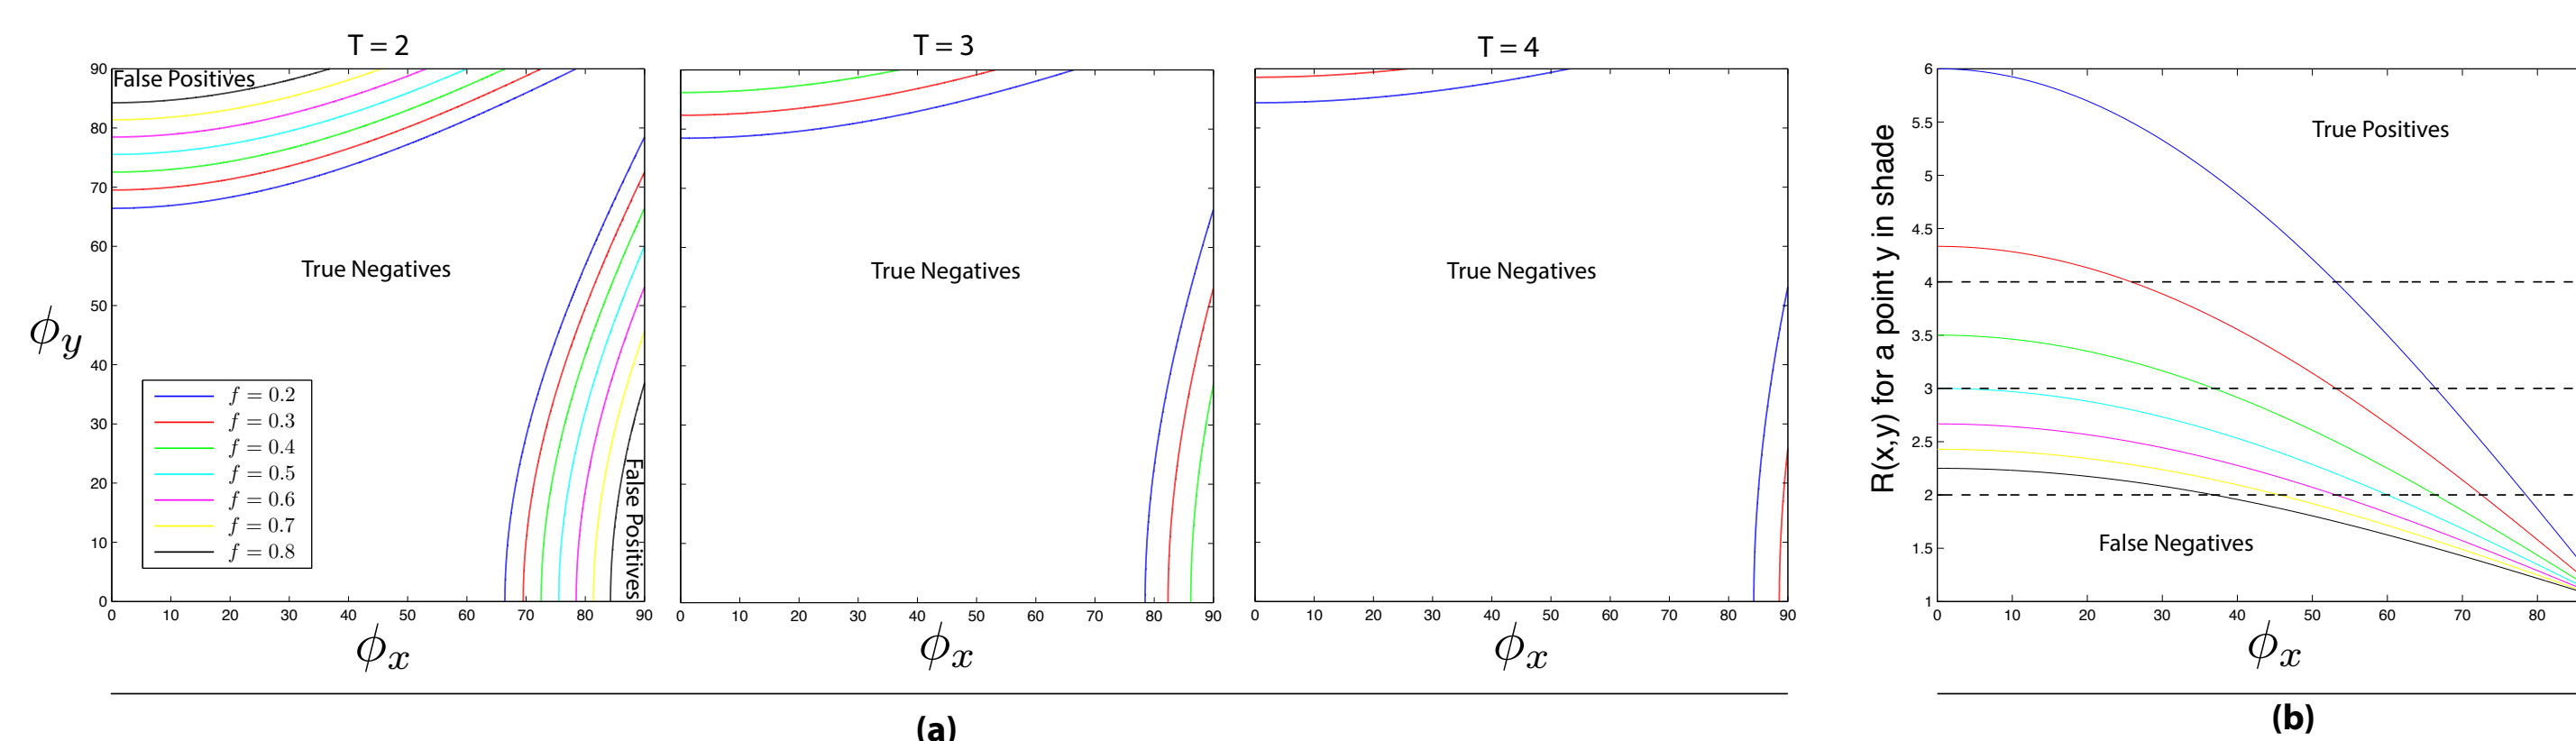 T = 2
T = 3
T = 4
90
80
70
60
50
40
30
20
10
0
ϕy
False Positives
True Negatives
False Positives
f = 0.2
f = 0.3
f = 0.4
f = 0.5
f = 0.6
f = 0.7
f = 0.8
0 10 20 30 40 50 60 70 80 90
ϕx
True Negatives
0 10 20 30 40 50 60 70 80 90
ϕx
True Negatives
0 10 20 30 40 50 60 70 80 90
ϕx
(a)
R(x,y) for a point y in shade
6
5.5
5
4.5
4
3.5
3
2.5
2
1.5
1
True Positives
False Negatives
0 10 20 30 40 50 60 70 80
ϕx
(b)